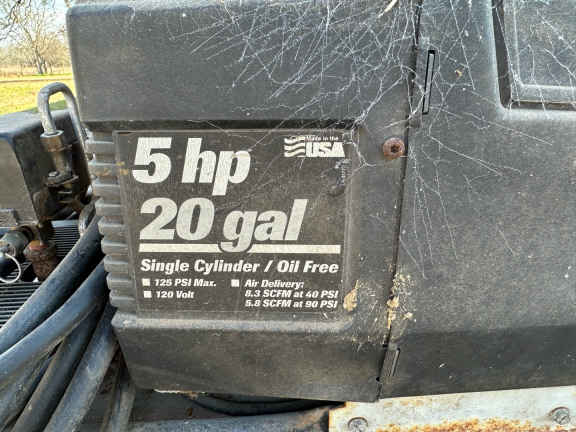 5 hp
Made in the
USA
20 gal
Single Cylinder / Oil Free
■ 125 PSI Max.
■ 120 Volt
■ Air Delivery:
8.3 SCFM at 40 PSI
5.8 SCFM at 90 PSI